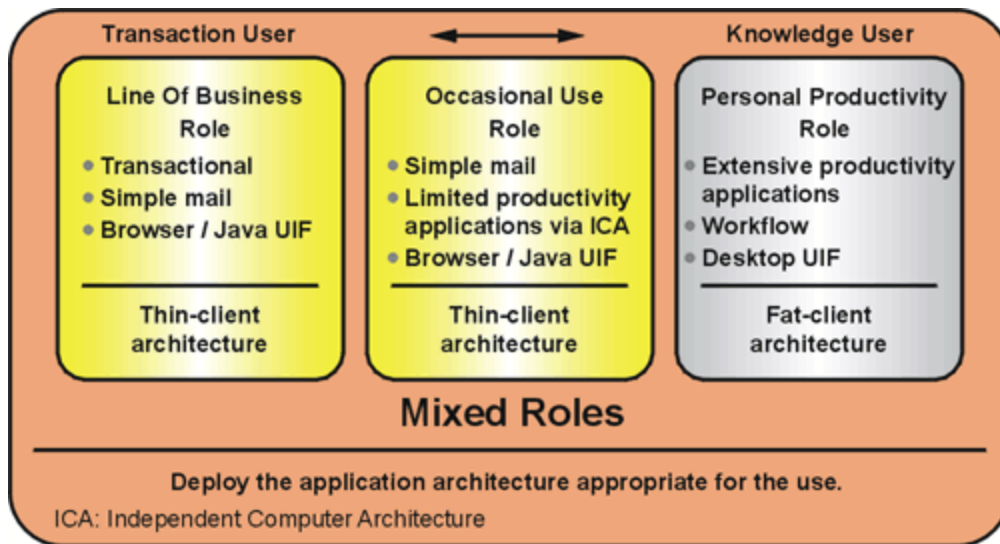 Transaction User
Knowledge User
Line Of Business
Role
• Transactional
• Simple mail
• Browser / Java UIF
Thin-client
architecture
Occasional Use
Role
• Simple mail
• Limited productivity
applications via ICA
• Browser / Java UIF
Thin-client
architecture
Personal Productivity
Role
• Extensive productivity
applications
• Workflow
• Desktop UIF
Fat-client
architecture
Mixed Roles
Deploy the application architecture appropriate for the use.
ICA: Independent Computer Architecture